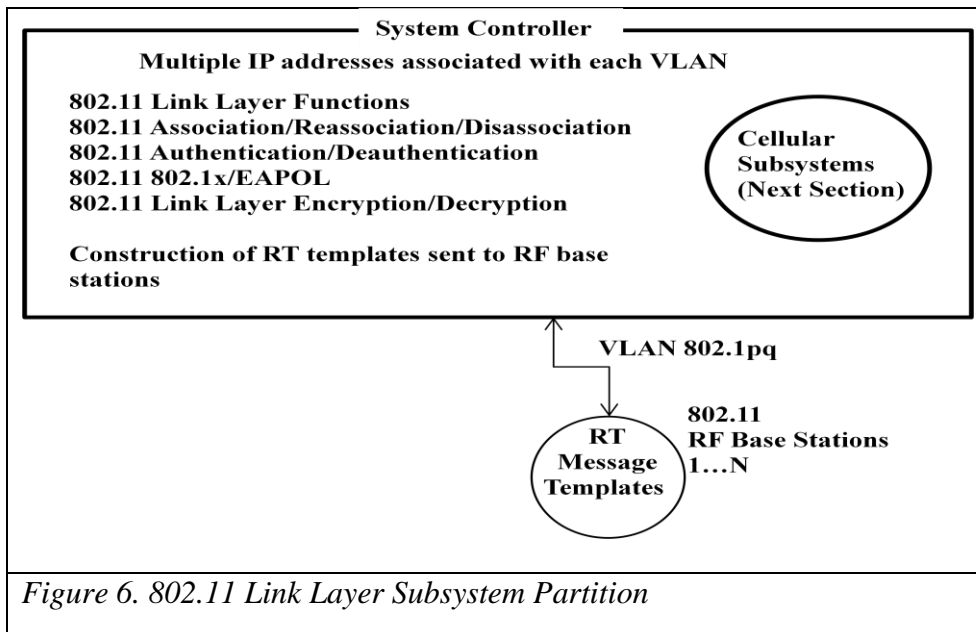 System Controller
Multiple IP addresses associated with each VLAN
802.11 Link Layer Functions
802.11 Association/Reassociation/Disassociation
802.11 Authentication/Deauthentication
802.11 802.1x/EAPOL
802.11 Link Layer Encryption/Decryption
Construction of RT templates sent to RF base
stations
Cellular
Subsystems
(Next Section)
VLAN 802.1pq
RT
Message
Templates
802.11
RF Base Stations
1…N
Figure 6. 802.11 Link Layer Subsystem Partition